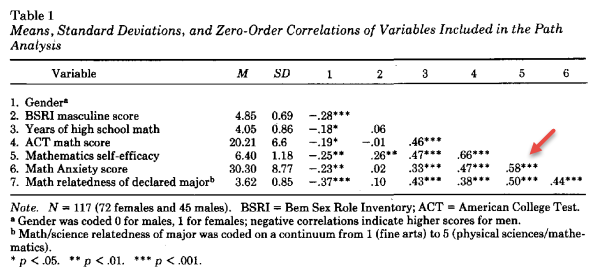 Table 1
Means, Standard Deviations, and Zero-Order Correlations of Variables Included in the Path
Analysis
Variable M SD 1 2 3 4 5 6
1. Genderª
2. BSRI masculine score 4.85 0.69 −.28***
3. Years of high school math 4.05 0.86 −.18* .06
4. ACT math score 20.21 6.6 −.19* −.01 .46***
5. Mathematics self-efficacy 6.40 1.18 −.25** .26** .47*** .66***
6. Math Anxiety score 30.30 8.77 −.23** .02 .33*** .47*** .58***
7. Math relatedness of declared majorᵇ 3.62 0.85 −.37*** .10 .43*** .38*** .50*** .44***
Note. N = 117 (72 females and 45 males). BSRI = Bem Sex Role Inventory; ACT = American College Test.
ª Gender was coded 0 for males, 1 for females; negative correlations indicate higher scores for men.
ᵇ Math/science relatedness of major was coded on a continuum from 1 (fine arts) to 5 (physical sciences/mathe-
matics).
* p < .05. ** p < .01. *** p < .001.